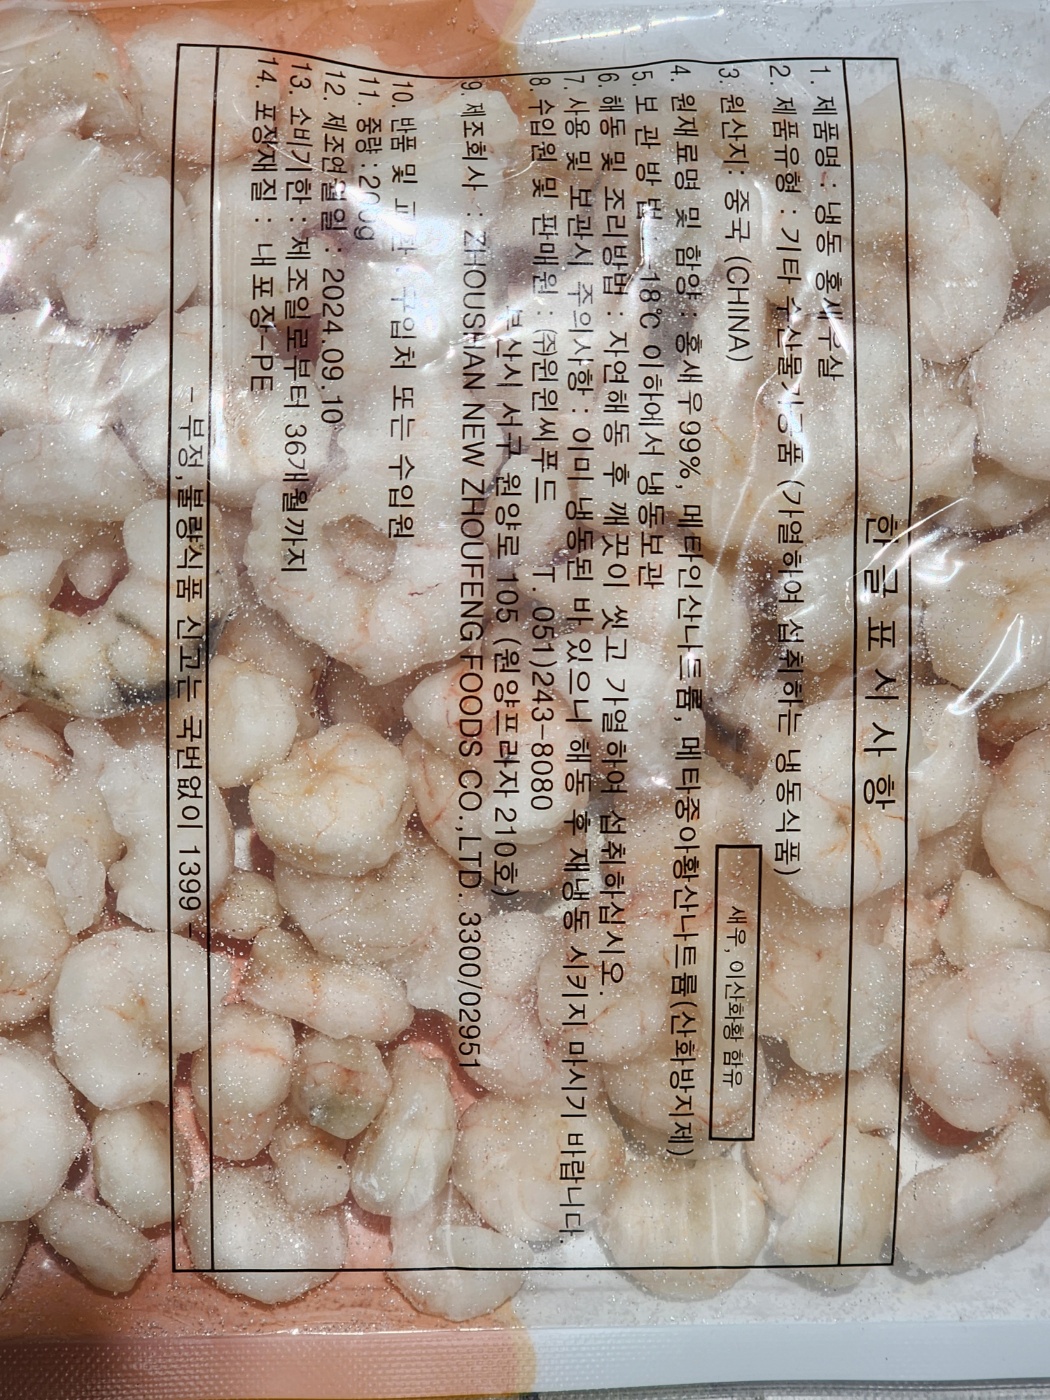 한글표시사항
1. 제품명 : 냉동 홍새우살
2. 제품유형 : 기타 수산물가공품 (가열하여 섭취하는 냉동식품)
3. 원산지: 중국 (CHINA)
새우, 이산화황 함유
4. 원재료명 및 함량 : 홍새우99%, 메타인산나트륨, 메타중아황산나트륨(산화방지제)
5. 보 관 방 법 : -18℃ 이하에서 냉동보관
6. 해동 및 조리방법 : 자연해동 후 깨끗이 씻고 가열하여 섭취하십시오.
7. 사용 및 보관시 주의사항 : 이미 냉동된 바 있으니 해동 후 재냉동 시키지 마시기 바랍니다.
8. 수입원 및 판매원 : (주)원원씨푸드 T. 051)243-8080
부산시 서구 원양로 105 (원양프라자 210호)
9. 제조회사 : ZHOUSHAN NEW ZHOUFENG FOODS CO.,LTD. 3300/02951
10. 반품 및 교환 : 구입처 또는 수입원
11. 중량 : 200g
12. 제조연월일 : 2024.09.10
13. 소비기한 : 제조일로부터 36개월까지
14. 포장재질 : 내포장-PE
- 부정,불량식품 신고는 국번없이 1399 -